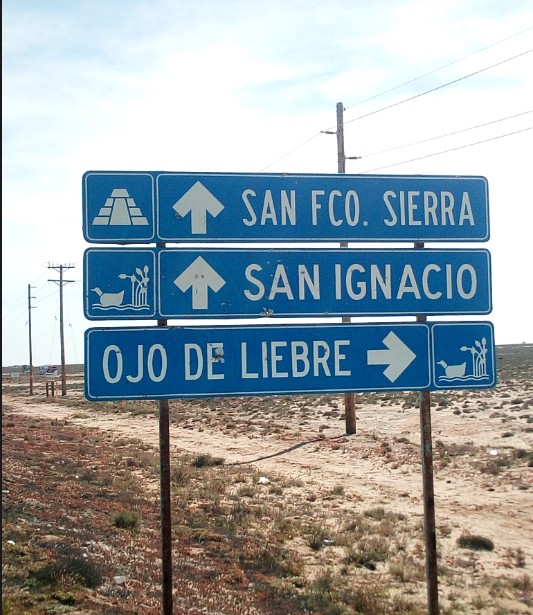 SAN FCO. SIERRA
SAN IGNACIO
OJO DE LIEBRE